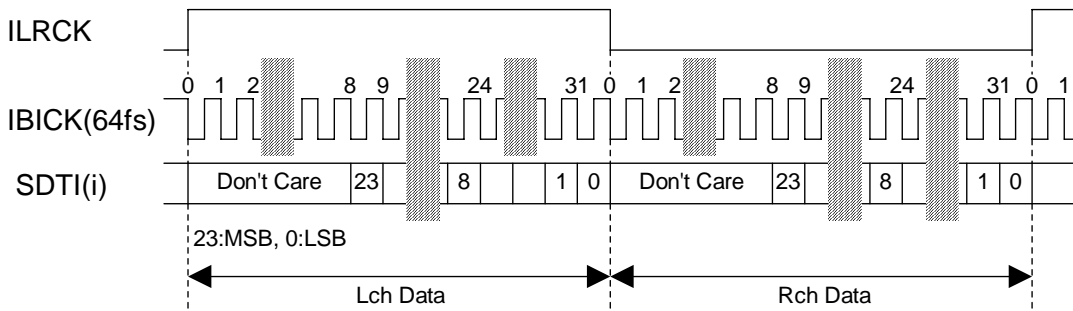 ILRCK
0 1 2 8 9 24 31 0 1 2 8 9 24 31 0 1
IBICK(64fs)
SDTI(i) Don't Care 23 8 1 0 Don't Care 23 8 1 0
23:MSB, 0:LSB
Lch Data Rch Data